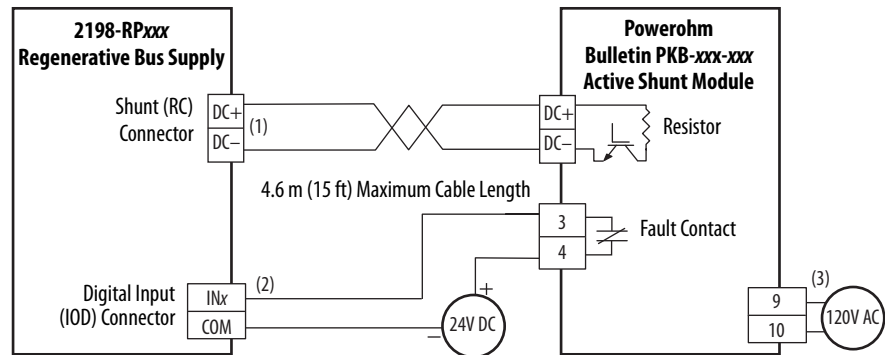 2198-RPxxx
Regenerative Bus Supply
Powerohm
Bulletin PKB-xxx-xxx
Active Shunt Module
Shunt (RC)
Connector
DC+
DC–
(1)
DC+
DC–
Resistor
4.6 m (15 ft) Maximum Cable Length
3
4
Fault Contact
Digital Input
(IOD) Connector
INx
COM
(2)
+
–
24V DC
9
10
(3)
120V AC